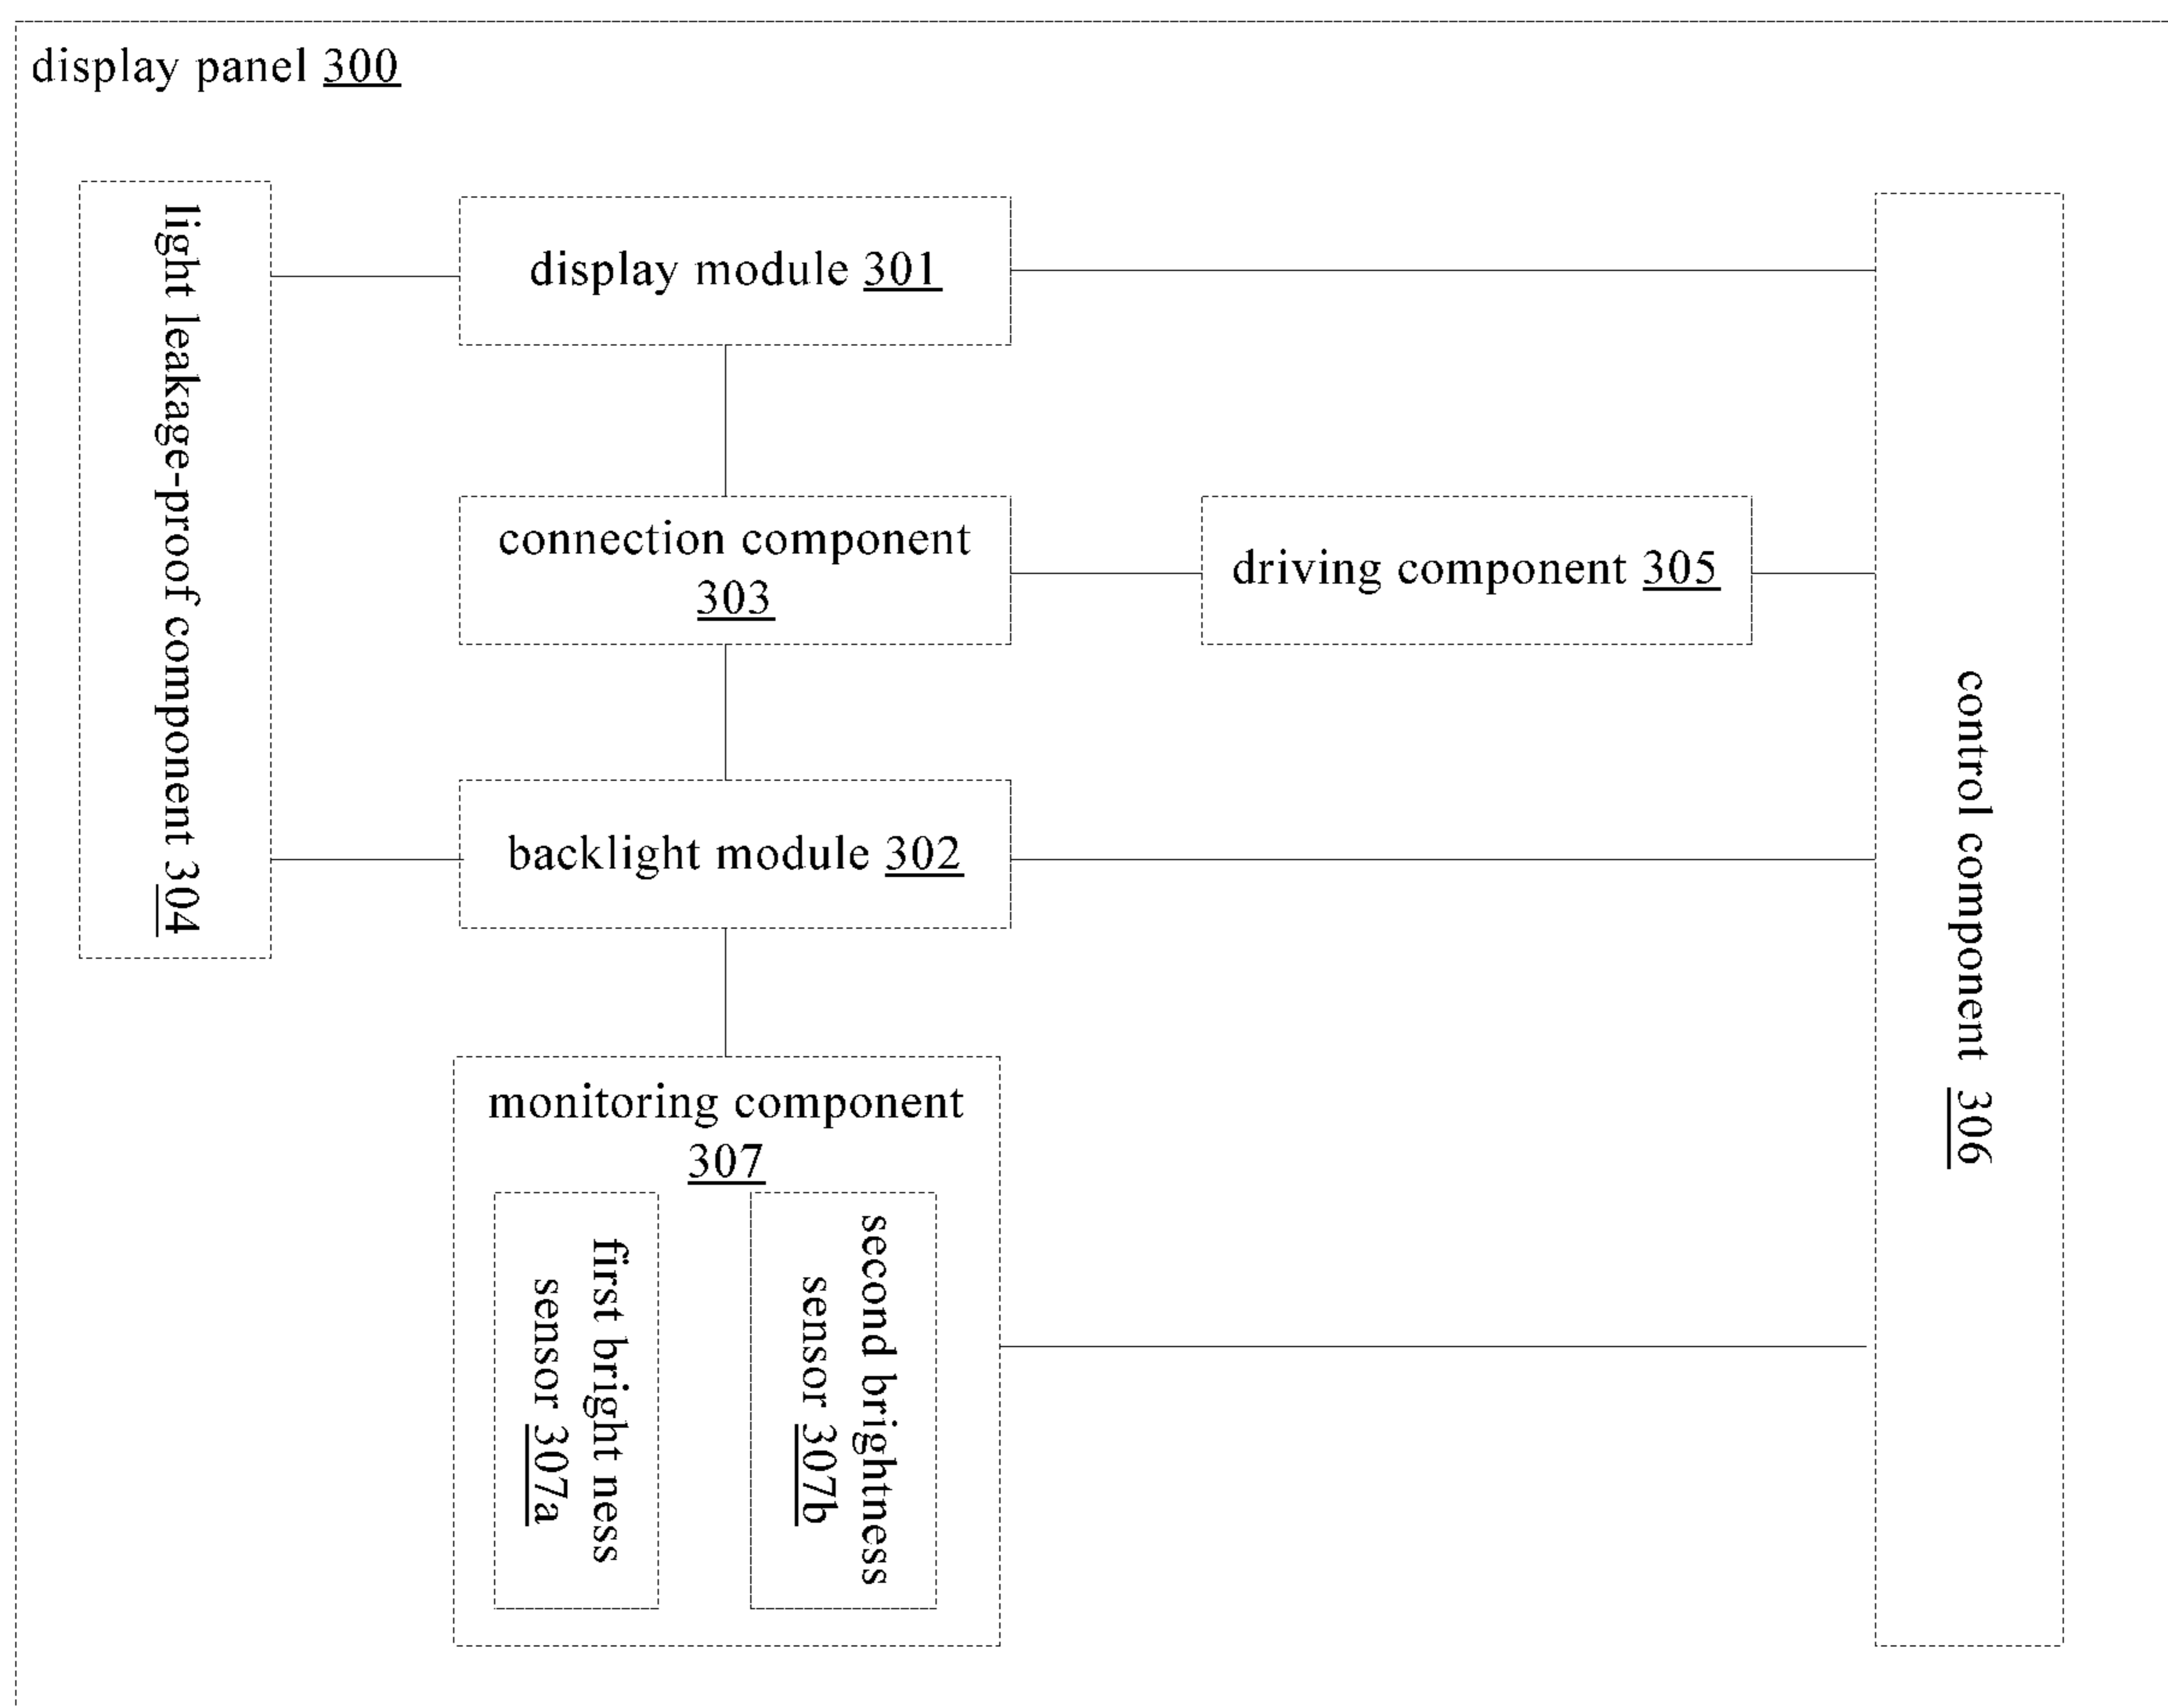 display panel 300
light leakage-proof component 304
display module 301
connection component
303
driving component 305
control component 306
backlight module 302
monitoring component
307
first bright ness
sensor 307a
second brightness
sensor 307b